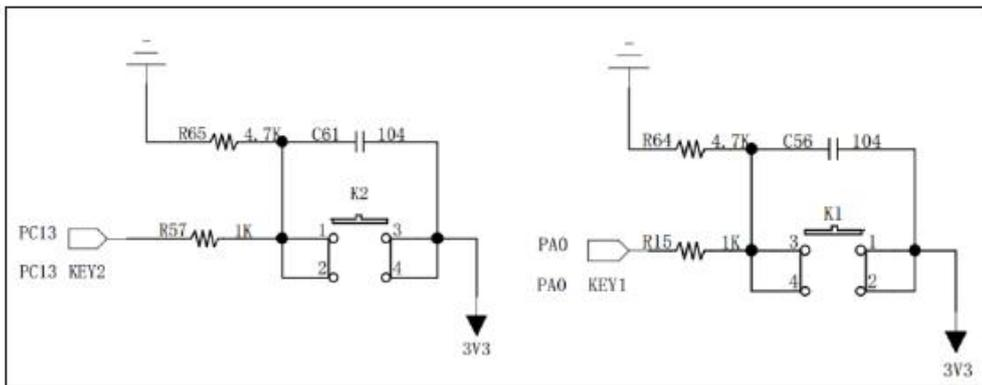 R65 4.7K C61 104
K2
PC13 R57 1K 1 3
PC13 KEY2 2 4
3V3
R64 4.7K C56 104
K1
PA0 R15 1K 3 1
PA0 KEY1 4 2
3V3